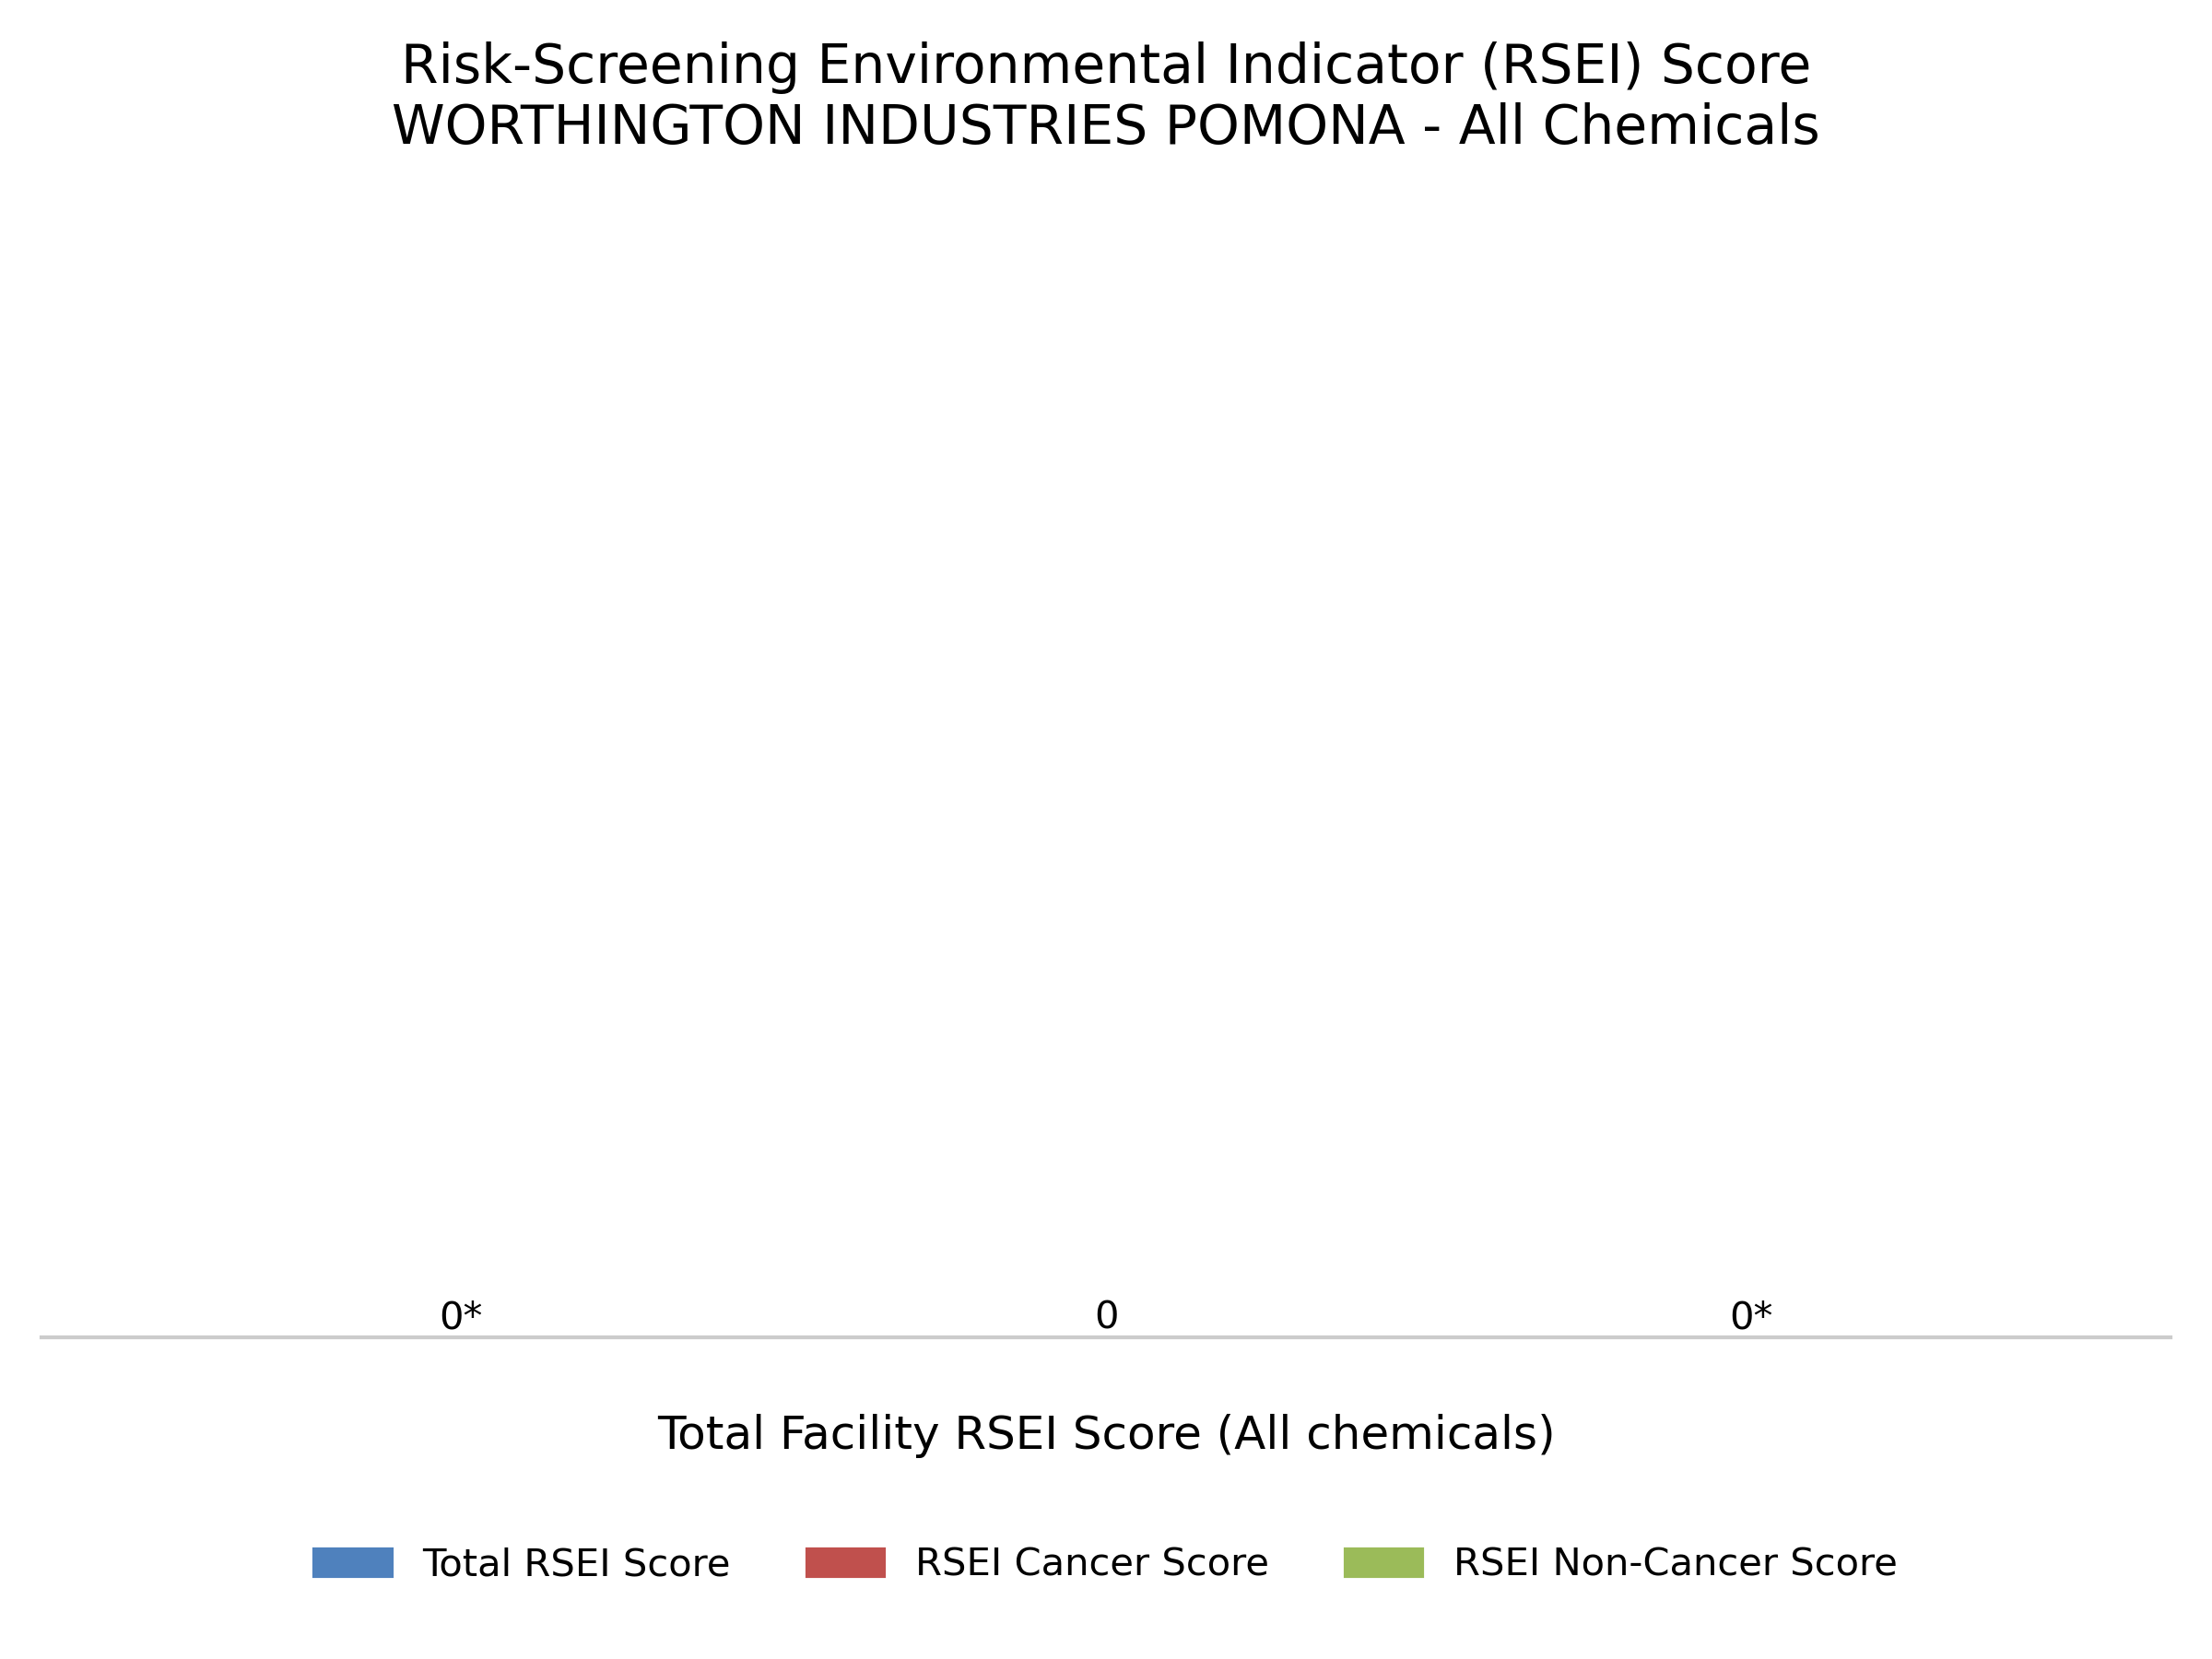 Risk-Screening Environmental Indicator (RSEI) Score
WORTHINGTON INDUSTRIES POMONA - All Chemicals
0* 0 0*
Total Facility RSEI Score (All chemicals)
Total RSEI Score RSEI Cancer Score RSEI Non-Cancer Score